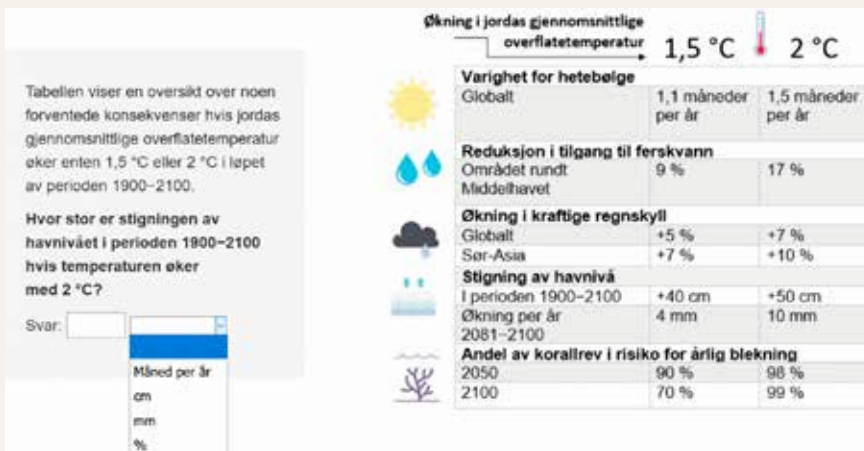 Tabellen viser en oversikt over noen
forventede konsekvenser hvis jordas
gjennomsnittlige overflatetemperatur
øker enten 1,5 °C eller 2 °C i løpet
av perioden 1900–2100.
Hvor stor er stigningen av
havnivået i perioden 1900–2100
hvis temperaturen øker
med 2 °C?
Svar:
Måned per år
cm
mm
%
Økning i jordas gjennomsnittlige
overflatetemperatur 1,5 °C 2 °C
Varighet for hetebølge
Globalt 1,1 måneder 1,5 måneder
per år per år
Reduksjon i tilgang til ferskvann
Området rundt 9 % 17 %
Middelhavet
Økning i kraftige regnskyll
Globalt +5 % +7 %
Sør-Asia +7 % +10 %
Stigning av havnivå
I perioden 1900–2100 +40 cm +50 cm
Økning per år 4 mm 10 mm
2081–2100
Andel av korallrev i risiko for årlig blekning
2050 90 % 98 %
2100 70 % 99 %